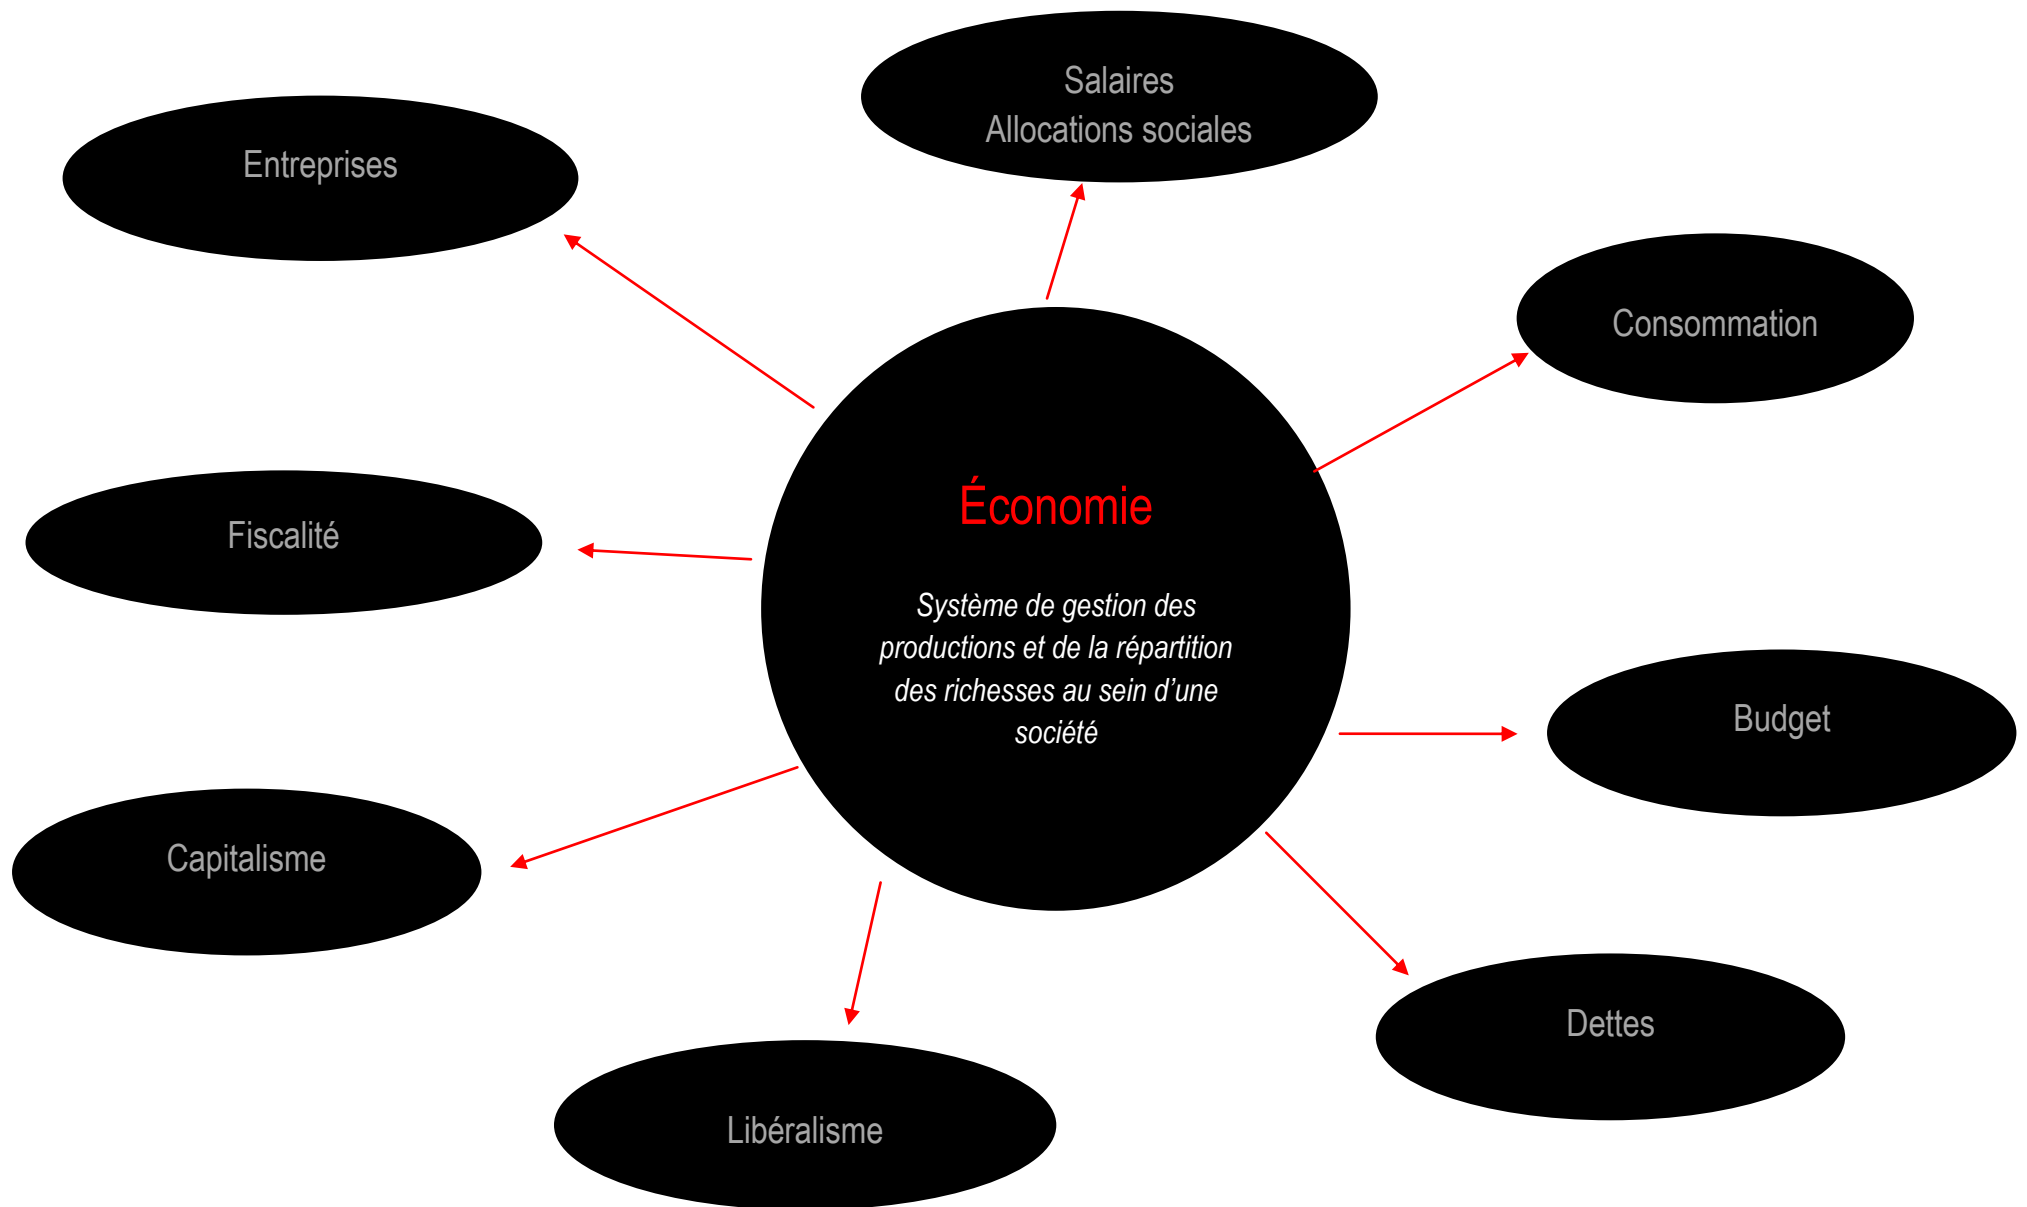 Salaires
Allocations sociales
Entreprises
Consommation
Économie
Fiscalité
Système de gestion des
productions et de la répartition
des richesses au sein d’une
société
Budget
Capitalisme
Dettes
Libéralisme